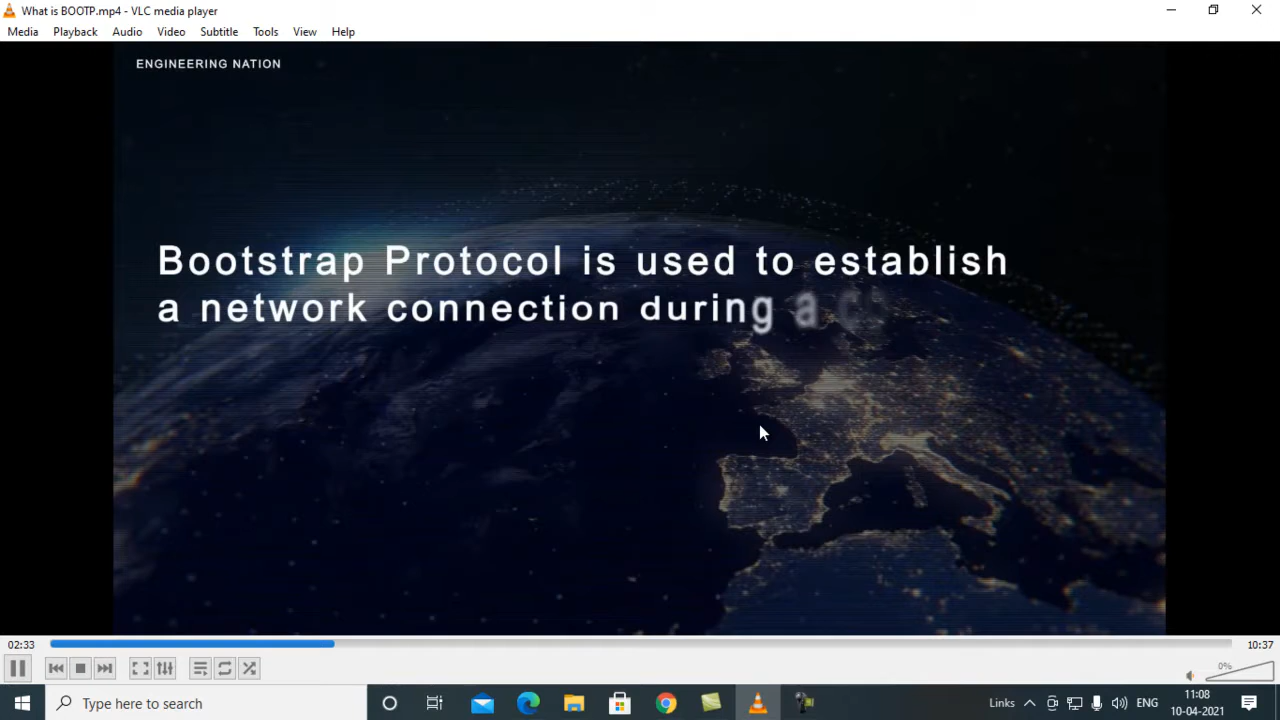 What is BOOTP.mp4 - VLC media player
Media Playback Audio Video Subtitle Tools View Help
ENGINEERING NATION
Bootstrap Protocol is used to establish
a network connection during a
02:33
10:37
0%
Type here to search
Links
ENG
11:08
10-04-2021